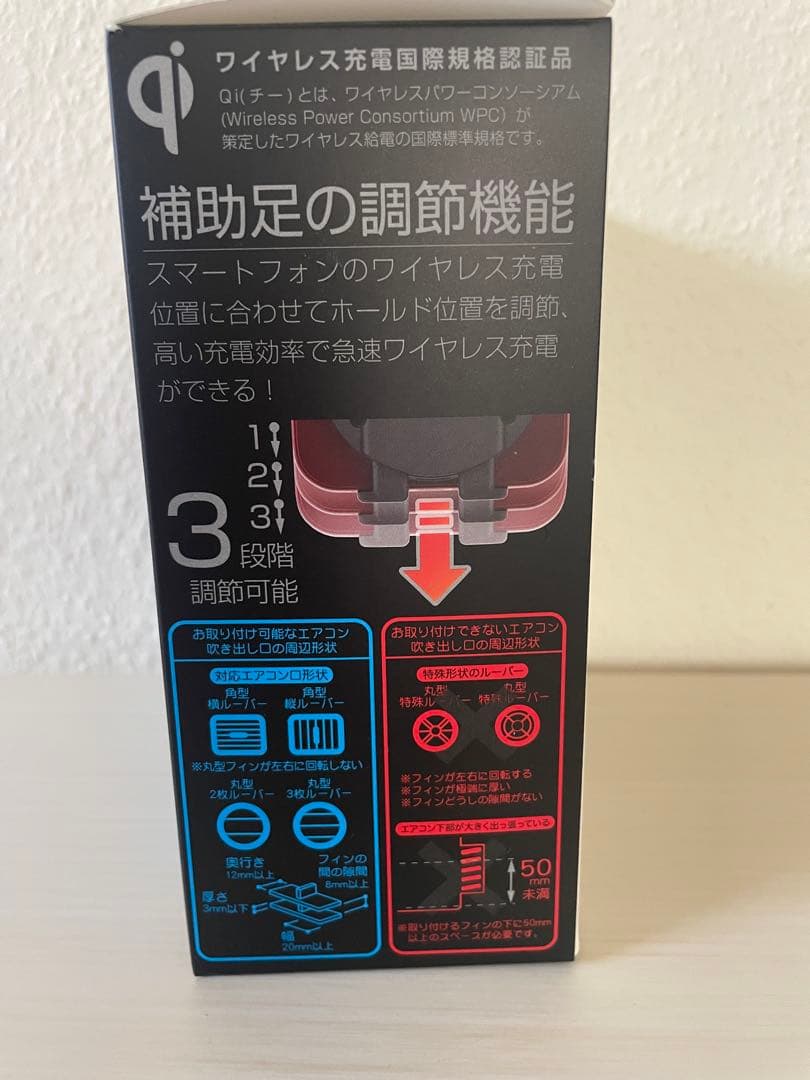 qi
ワイヤレス充電国際規格認証品
Qi(チー)とは、ワイヤレスパワーコンソーシアム
(Wireless Power Consortium WPC) が
策定したワイヤレス給電の国際標準規格です。
補助足の調節機能
スマートフォンのワイヤレス充電
位置に合わせてホールド位置を調節、
高い充電効率で急速ワイヤレス充電
ができる!
1
2
3
3段階
調節可能
お取り付け可能なエアコン
吹き出し口の周辺形状
対応エアコン口形状
角型
横ルーバー
角型
縦ルーバー
※丸型フィンが左右に回転しない
丸型
2枚ルーバー
丸型
3枚ルーバー
奥行き
12mm以上
フィンの
間の隙間
8mm以上
厚さ
3mm以下
幅
20mm以上
お取り付けできないエアコン
吹き出し口の周辺形状
特殊形状のルーバー
丸型
特殊ルーバー
丸型
特殊ルーバー
※フィンが左右に回転する
※フィンが極端に厚い
※フィンどうしの隙間がない
エアコン下部が大きく出っ張っている
50
mm
未満
※取り付けるフィンの下に50mm
以上のスペースが必要です。